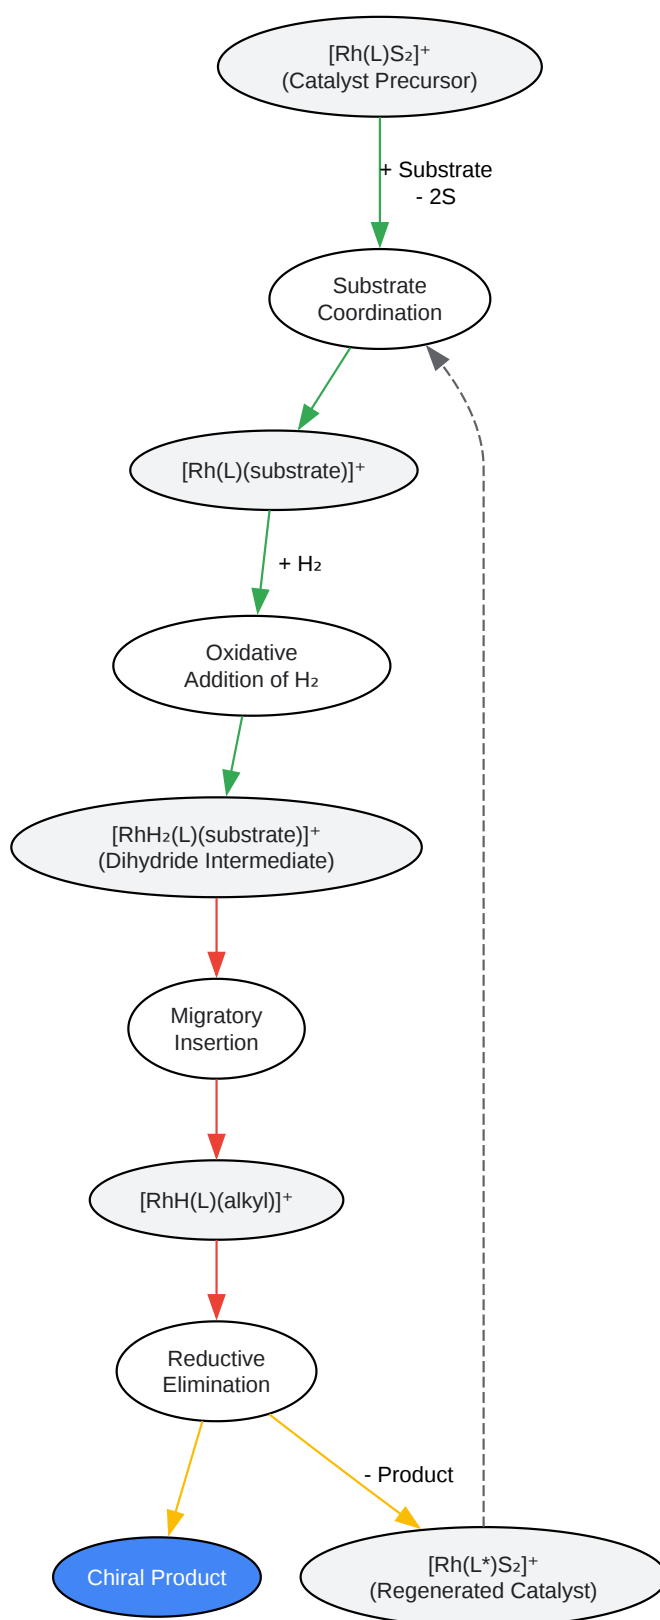 [Rh(L)S₂]⁺
(Catalyst Precursor)
+ Substrate
- 2S
Substrate
Coordination
[Rh(L)(substrate)]⁺
+ H₂
Oxidative
Addition of H₂
[RhH₂(L)(substrate)]⁺
(Dihydride Intermediate)
Migratory
Insertion
[RhH(L)(alkyl)]⁺
Reductive
Elimination
- Product
Chiral Product
[Rh(L*)S₂]⁺
(Regenerated Catalyst)